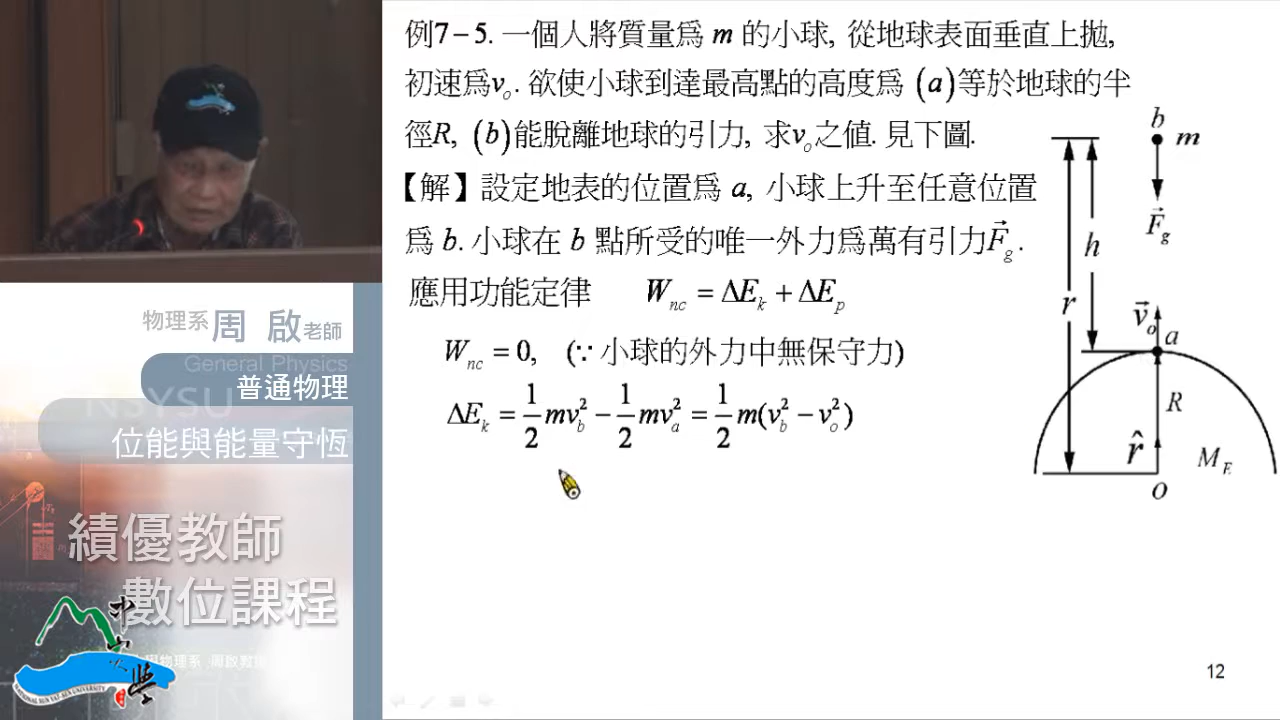 例7−5. 一個人將質量為 m 的小球, 從地球表面垂直上拋,
初速為v₀. 欲使小球到達最高點的高度為 (a)等於地球的半
徑R, (b)能脫離地球的引力, 求v₀之值. 見下圖.
【解】設定地表的位置為 a, 小球上升至任意位置
為 b. 小球在 b 點所受的唯一外力為萬有引力F⃗g.
應用功能定律 Wnc = ΔEk + ΔEp
Wnc = 0, (∵ 小球的外力中無保守力)
ΔEk = 1/2 mvb² − 1/2 mva² = 1/2 m(vb² − v₀²)
b
m
F⃗g
h
r
v⃗₀
a
R
r̂
ME
O
12
物理系周 啟老師
General Physics
普通物理
NSYSU
位能與能量守恆
績優教師
數位課程
NATIONAL SUN YAT-SEN UNIVERSITY